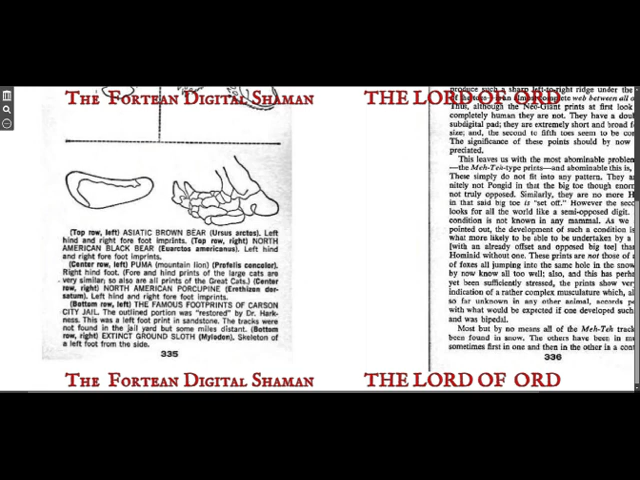 THE FORTEAN DIGITAL SHAMAN
THE LORD OF ORD
(Top row, left) ASIATIC BROWN BEAR (Ursus arctos). Left
hind and right fore foot imprints. (Top row, right) NORTH
AMERICAN BLACK BEAR (Euarctos americanus). Left hind
and right fore foot imprints.
(Center row, left) PUMA (mountain lion) (Profelis concolor).
Right hind foot. (Fore and hind prints of the large cats are
very similar; so also are all prints of the Great Cats.) (Center
row, right) NORTH AMERICAN PORCUPINE (Erethizon dor-
satum). Left hind and right fore foot imprints.
(Bottom row, left) THE FAMOUS FOOTPRINTS OF CARSON
CITY JAIL. The outlined portion was "restored" by Dr. Hark-
ness. This was a left foot print in sandstone. The tracks were
not found in the jail yard but some miles distant. (Bottom
row, right) EXTINCT GROUND SLOTH (Mylodon). Skeleton of
a left foot from the side.
335
produce such a sharp left-to-right ridge under the
web between all
Thus, although the Neo-Giant prints at first look
completely human they are not. They have a dou
subdigital pad; they are extremely short and broad f
size; and, the second to fifth toes seem to be con
The significance of these points should by now
preciated.
This leaves us with the most abominable problem
—the Meh-Teh-type prints—and abominable this is,
These simply do not fit into any pattern. They a
nitely not Pongid in that the big toe though enorm
not truly opposed. Similarly, they are no more H
in that said big toe is "set off." However the seco
looks for all the world like a semi-opposed digit.
condition is not known in any mammal. As we
pointed out, the development of such a condition is
what more likely to be able to be undertaken by a
[with an already offset and opposed big toe] than
Hominid without one. These prints are not those of
of foxes all jumping into the same hole in the snow
by now know all too well; also, and this has perha
yet been sufficiently stressed, the prints show very
indication of a rather complex musculature which, al
so far unknown in any other animal, accords pe
with what would be expected if one developed such
and was bipedal.
Most but by no means all of the Meh-Teh track
been found in snow. The others have been in mu
sometimes first in one and then in the other is a cont
336
THE FORTEAN DIGITAL SHAMAN
THE LORD OF ORD